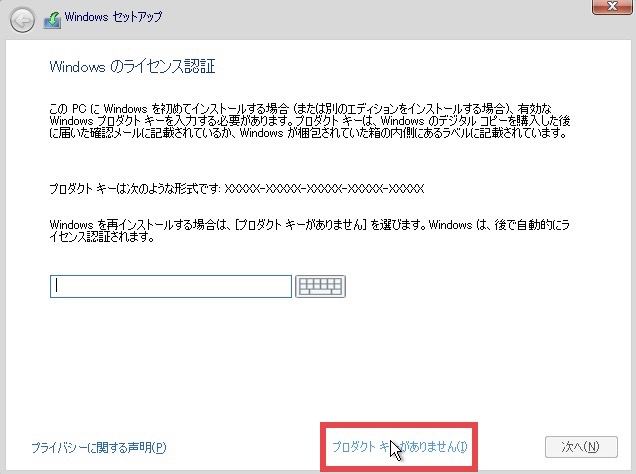 Windows セットアップ
Windows のライセンス認証
この PC に Windows を初めてインストールする場合 (または別のエディションをインストールする場合)、有効な
Windows プロダクト キーを入力する必要があります。プロダクト キーは、Windows のデジタル コピーを購入した後
に届いた確認メールに記載されているか、Windows が梱包されていた箱の内側にあるラベルに記載されています。
プロダクト キーは次のような形式です: XXXXX-XXXXX-XXXXX-XXXXX-XXXXX
Windows を再インストールする場合は、[プロダクト キーがありません] を選びます。Windows は、後で自動的にラ
イセンス認証されます。
プライバシーに関する声明(P)
プロダクト キーがありません(I)
次へ(N)